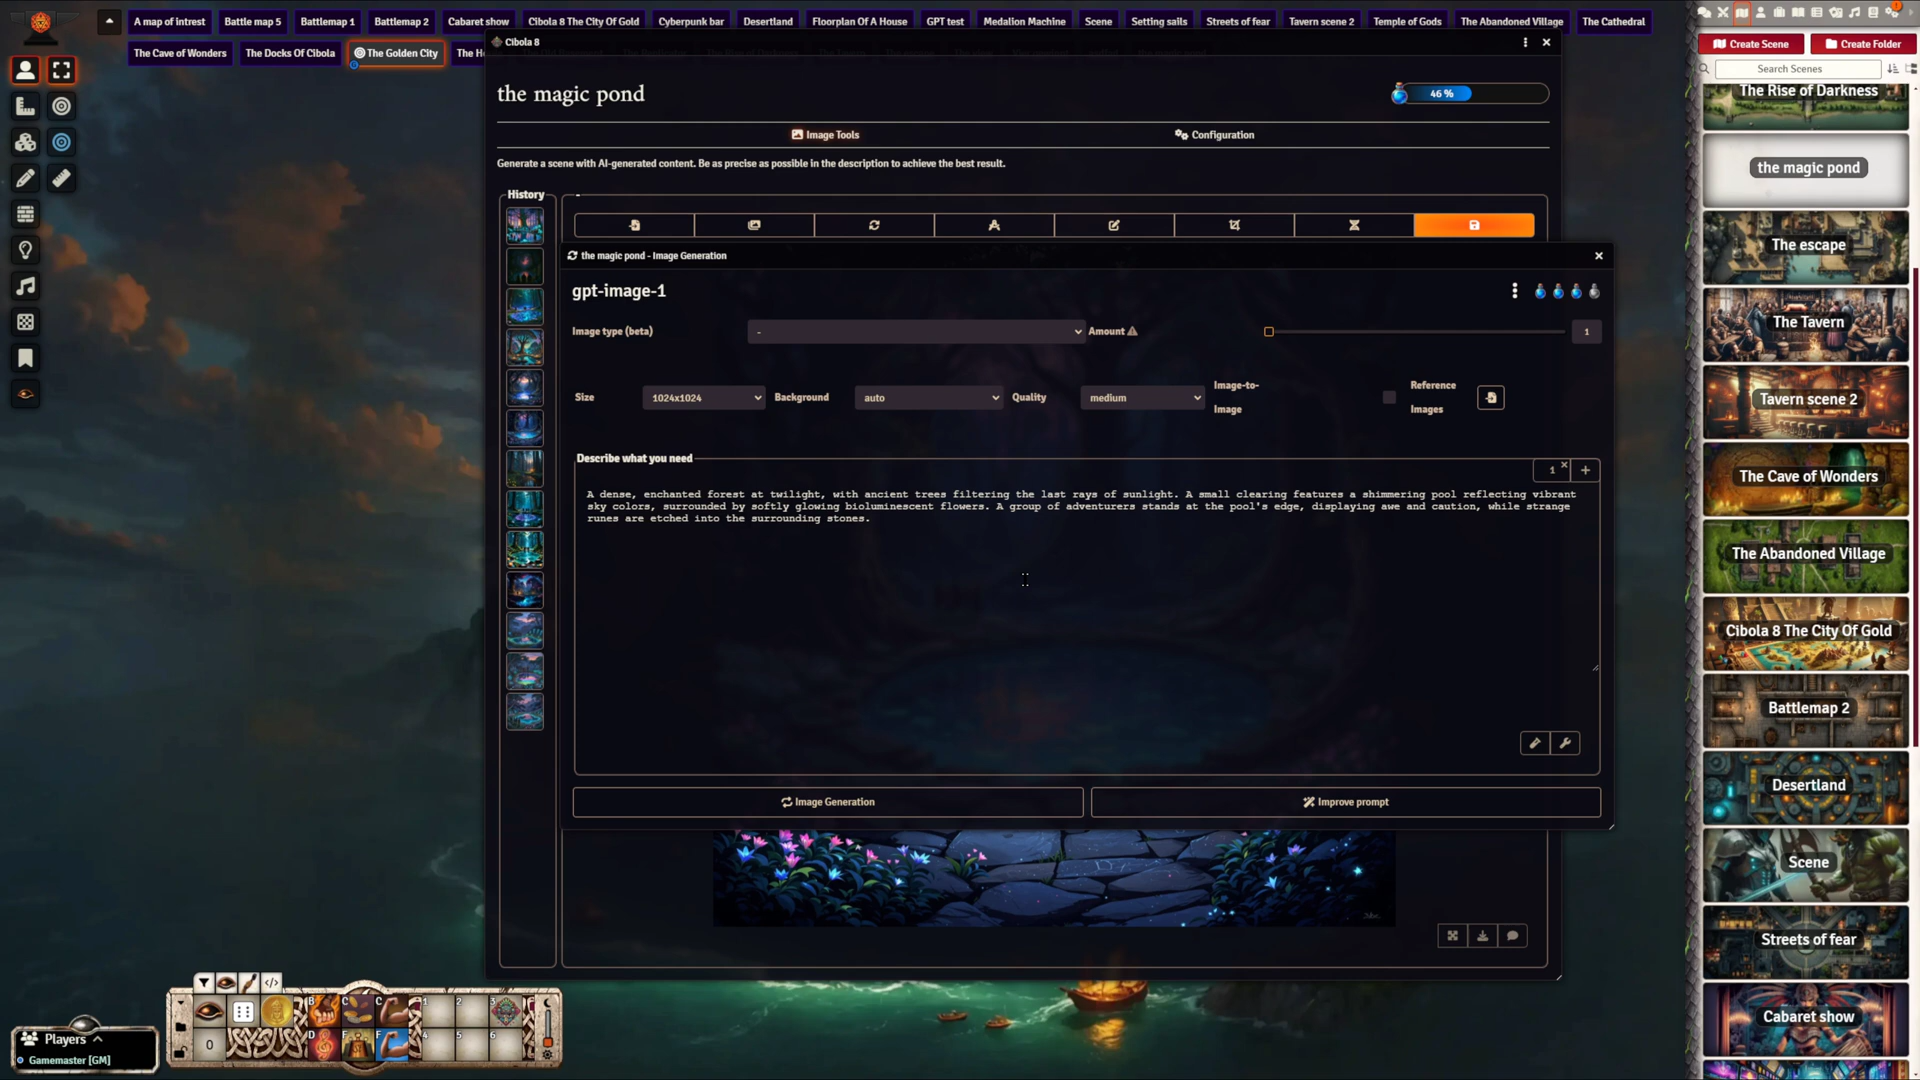 A map of intrest
Battle map 5
Battlemap 1
Battlemap 2
Cabaret show
Cibola 8 The City Of Gold
Cyberpunk bar
Desertland
Floorplan Of A House
GPT test
Medalion Machine
Scene
Setting sails
Streets of fear
Tavern scene 2
Temple of Gods
The Abandoned Village
The Cathedral
The Cave of Wonders
The Docks Of Cibola
The Golden City
G
The H
Cibola 8
Create Scene
Create Folder
Search Scenes
the magic pond
46 %
Image Tools
Configuration
Generate a scene with AI-generated content. Be as precise as possible in the description to achieve the best result.
History
-
the magic pond - Image Generation
gpt-image-1
Image type (beta)
-
Amount
1
Size
1024x1024
Background
auto
Quality
medium
Image-to-
Image
Reference
Images
Describe what you need
1
A dense, enchanted forest at twilight, with ancient trees filtering the last rays of sunlight. A small clearing features a shimmering pool reflecting vibrant
sky colors, surrounded by softly glowing bioluminescent flowers. A group of adventurers stands at the pool's edge, displaying awe and caution, while strange
runes are etched into the surrounding stones.
Image Generation
Improve prompt
The Rise of Darkness
the magic pond
The escape
The Tavern
Tavern scene 2
The Cave of Wonders
The Abandoned Village
Cibola 8 The City Of Gold
Battlemap 2
Desertland
Scene
Streets of fear
Cabaret show
B
C
C
1
2
3
0
D
F
F
4
5
6
Players
Gamemaster [GM]